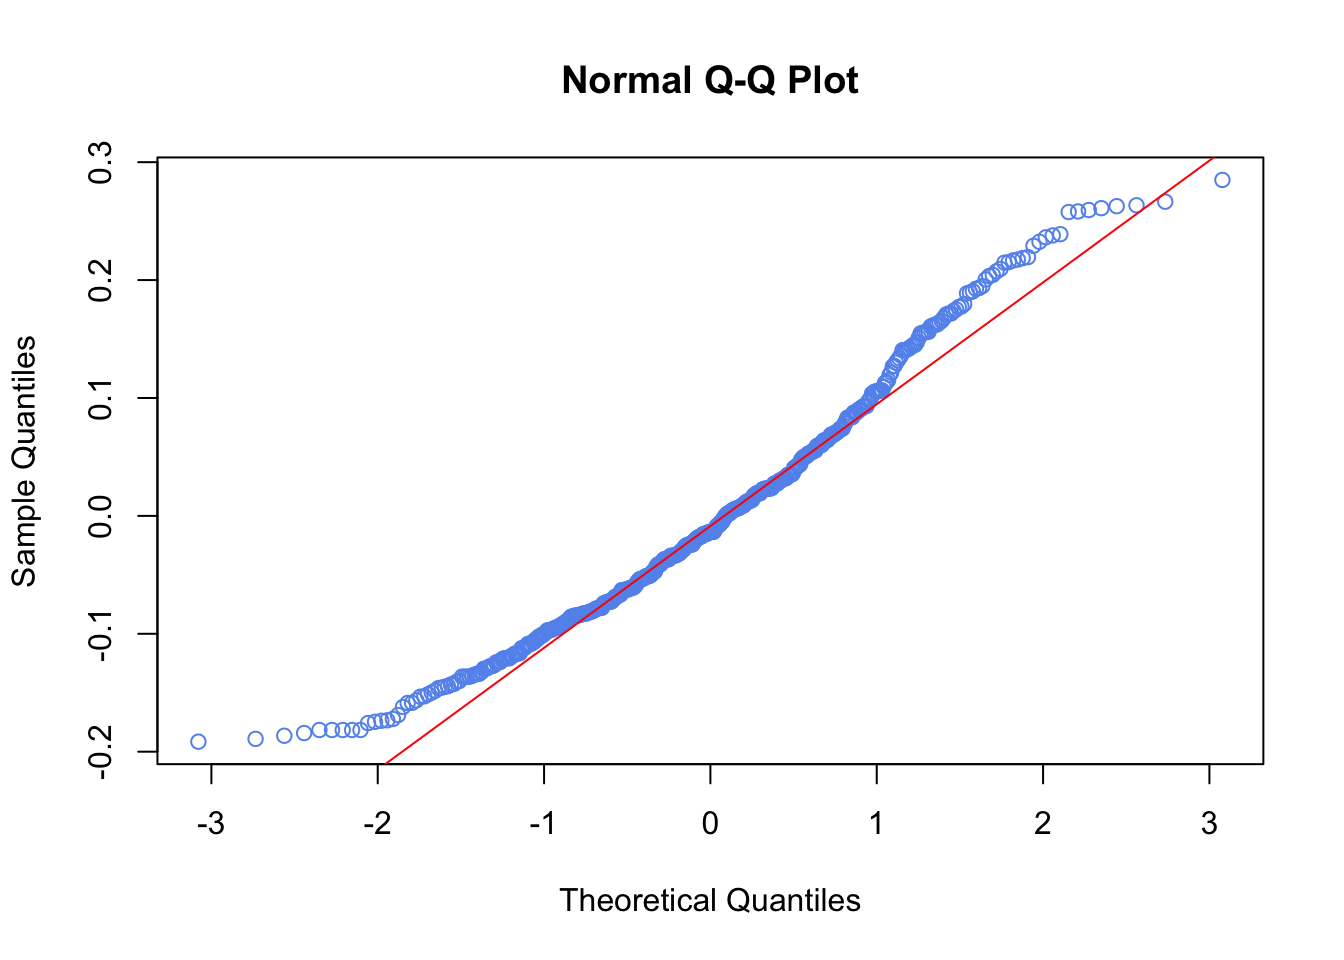 Normal Q-Q Plot
Sample Quantiles
0.3
0.2
0.1
0.0
-0.1
-0.2
-3 -2 -1 0 1 2 3
Theoretical Quantiles